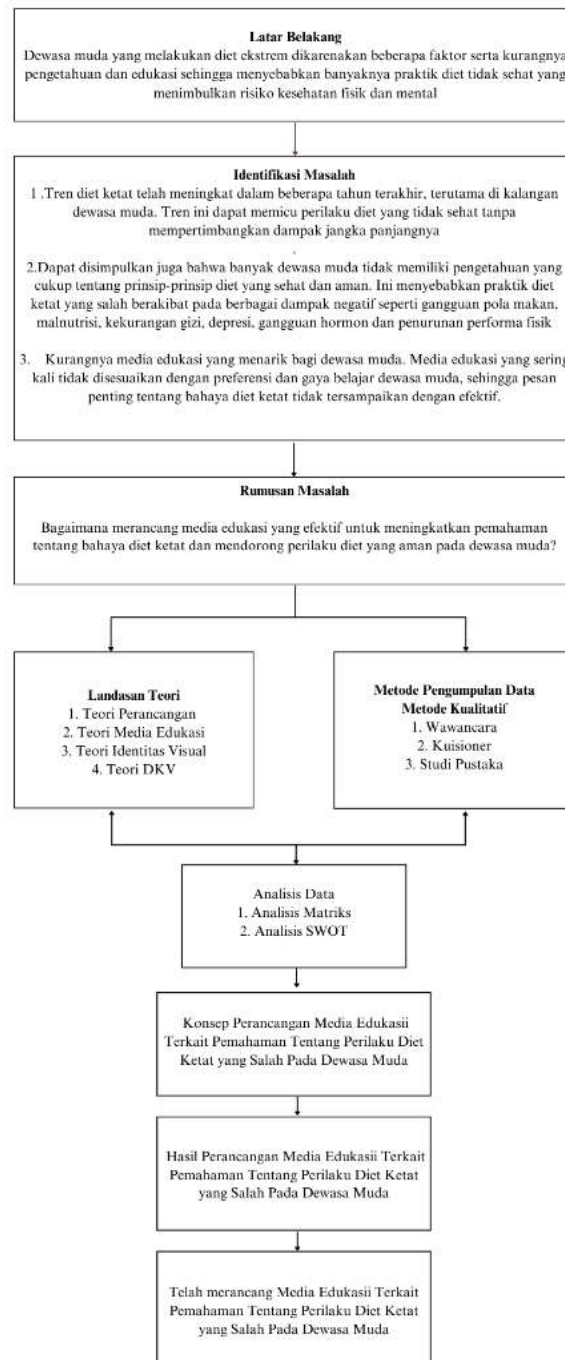 Latar Belakang
Dewasa muda yang melakukan diet ekstrem dikarenakan beberapa faktor serta kurangnya
pengetahuan dan edukasi sehingga menyebabkan banyaknya praktik diet tidak sehat yang
menimbulkan risiko kesehatan fisik dan mental
Identifikasi Masalah
1 .Tren diet ketat telah meningkat dalam beberapa tahun terakhir, terutama di kalangan
dewasa muda. Tren ini dapat memicu perilaku diet yang tidak sehat tanpa
mempertimbangkan dampak jangka panjangnya
.
2.Dapat disimpulkan juga bahwa banyak dewasa muda tidak memiliki pengetahuan yang
cukup tentang prinsip-prinsip diet yang sehat dan aman. Ini menyebabkan praktik diet
ketat yang salah berakibat pada berbagai dampak negatif seperti gangguan pola makan,
malnutrisi, kekurangan gizi, depresi, gangguan hormon dan penurunan performa fisik
3. Kurangnya media edukasi yang menarik bagi dewasa muda. Media edukasi yang sering
kali tidak disesuaikan dengan preferensi dan gaya belajar dewasa muda, sehingga pesan
penting tentang bahaya diet ketat tidak tersampaikan dengan efektif.
Rumusan Masalah
Bagaimana merancang media edukasi yang efektif untuk meningkatkan pemahaman
tentang bahaya diet ketat dan mendorong perilaku diet yang aman pada dewasa muda?
Landasan Teori
1. Teori Perancangan
2. Teori Media Edukasi
3. Teori Identitas Visual
4. Teori DKV
Metode Pengumpulan Data
Metode Kualitatif
1. Wawancara
2. Kuisioner
3. Studi Pustaka
Analisis Data
1. Analisis Matriks
2. Analisis SWOT
Konsep Perancangan Media Edukasii
Terkait Pemahaman Tentang Perilaku Diet
Ketat yang Salah Pada Dewasa Muda
Hasil Perancangan Media Edukasii Terkait
Pemahaman Tentang Perilaku Diet Ketat
yang Salah Pada Dewasa Muda
Telah merancang Media Edukasii Terkait
Pemahaman Tentang Perilaku Diet Ketat
yang Salah Pada Dewasa Muda